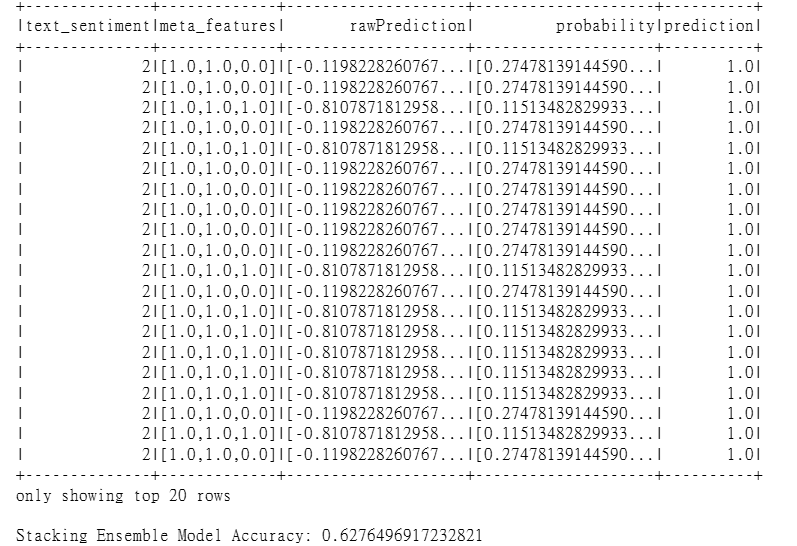 +--------------+-------------+--------------------+--------------------+----------+
|text_sentiment|meta_features|       rawPrediction|         probability|prediction|
+--------------+-------------+--------------------+--------------------+----------+
|             2|[1.0,1.0,0.0]|[-0.1198228260767...|[0.27478139144590...|       1.0|
|             2|[1.0,1.0,0.0]|[-0.1198228260767...|[0.27478139144590...|       1.0|
|             2|[1.0,1.0,1.0]|[-0.8107871812958...|[0.11513482829933...|       1.0|
|             2|[1.0,1.0,0.0]|[-0.1198228260767...|[0.27478139144590...|       1.0|
|             2|[1.0,1.0,1.0]|[-0.8107871812958...|[0.11513482829933...|       1.0|
|             2|[1.0,1.0,0.0]|[-0.1198228260767...|[0.27478139144590...|       1.0|
|             2|[1.0,1.0,0.0]|[-0.1198228260767...|[0.27478139144590...|       1.0|
|             2|[1.0,1.0,0.0]|[-0.1198228260767...|[0.27478139144590...|       1.0|
|             2|[1.0,1.0,0.0]|[-0.1198228260767...|[0.27478139144590...|       1.0|
|             2|[1.0,1.0,0.0]|[-0.1198228260767...|[0.27478139144590...|       1.0|
|             2|[1.0,1.0,1.0]|[-0.8107871812958...|[0.11513482829933...|       1.0|
|             2|[1.0,1.0,0.0]|[-0.1198228260767...|[0.27478139144590...|       1.0|
|             2|[1.0,1.0,1.0]|[-0.8107871812958...|[0.11513482829933...|       1.0|
|             2|[1.0,1.0,1.0]|[-0.8107871812958...|[0.11513482829933...|       1.0|
|             2|[1.0,1.0,1.0]|[-0.8107871812958...|[0.11513482829933...|       1.0|
|             2|[1.0,1.0,1.0]|[-0.8107871812958...|[0.11513482829933...|       1.0|
|             2|[1.0,1.0,1.0]|[-0.8107871812958...|[0.11513482829933...|       1.0|
|             2|[1.0,1.0,0.0]|[-0.1198228260767...|[0.27478139144590...|       1.0|
|             2|[1.0,1.0,1.0]|[-0.8107871812958...|[0.11513482829933...|       1.0|
|             2|[1.0,1.0,0.0]|[-0.1198228260767...|[0.27478139144590...|       1.0|
+--------------+-------------+--------------------+--------------------+----------+
only showing top 20 rows
Stacking Ensemble Model Accuracy: 0.6276496917232821